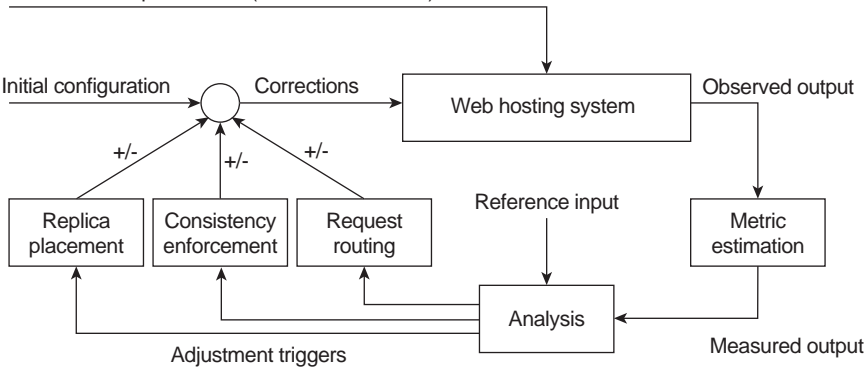 Initial configuration
Corrections
Web hosting system
Observed output
+/-
+/-
+/-
Replica
placement
Consistency
enforcement
Request
routing
Reference input
Metric
estimation
Analysis
Adjustment triggers
Measured output